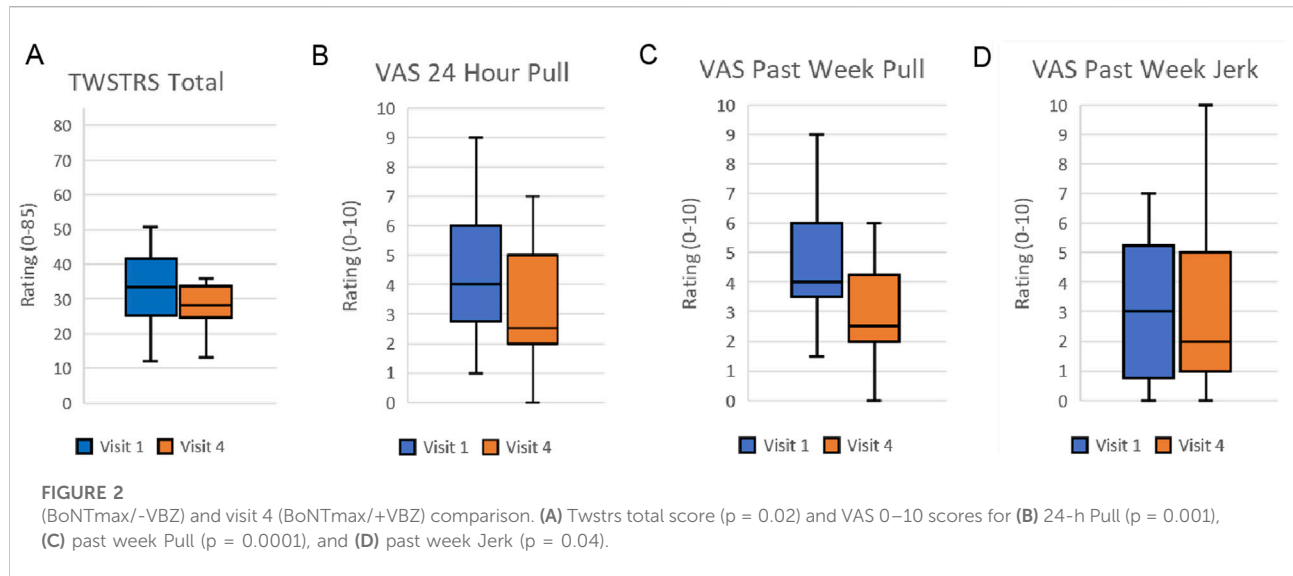 A
TWSTRS Total
Rating (0-85)
80
70
60
50
40
30
20
10
0
Visit 1
Visit 4
B
VAS 24 Hour Pull
Rating (0-10)
10
9
8
7
6
5
4
3
2
1
0
Visit 1
Visit 4
C
VAS Past Week Pull
Rating (0-10)
10
9
8
7
6
5
4
3
2
1
0
Visit 1
Visit 4
D
VAS Past Week Jerk
Rating (0-10)
10
9
8
7
6
5
4
3
2
1
0
Visit 1
Visit 4
FIGURE 2
(BoNTmax/-VBZ) and visit 4 (BoNTmax/+VBZ) comparison. (A) Twstrs total score (p = 0.02) and VAS 0–10 scores for (B) 24-h Pull (p = 0.001),
(C) past week Pull (p = 0.0001), and (D) past week Jerk (p = 0.04).